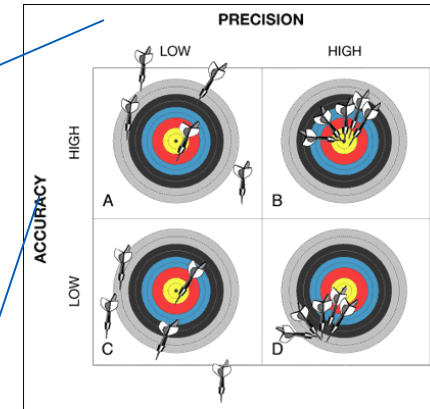 PRECISION
LOW HIGH
ACCURACY
HIGH
A B
LOW
C D